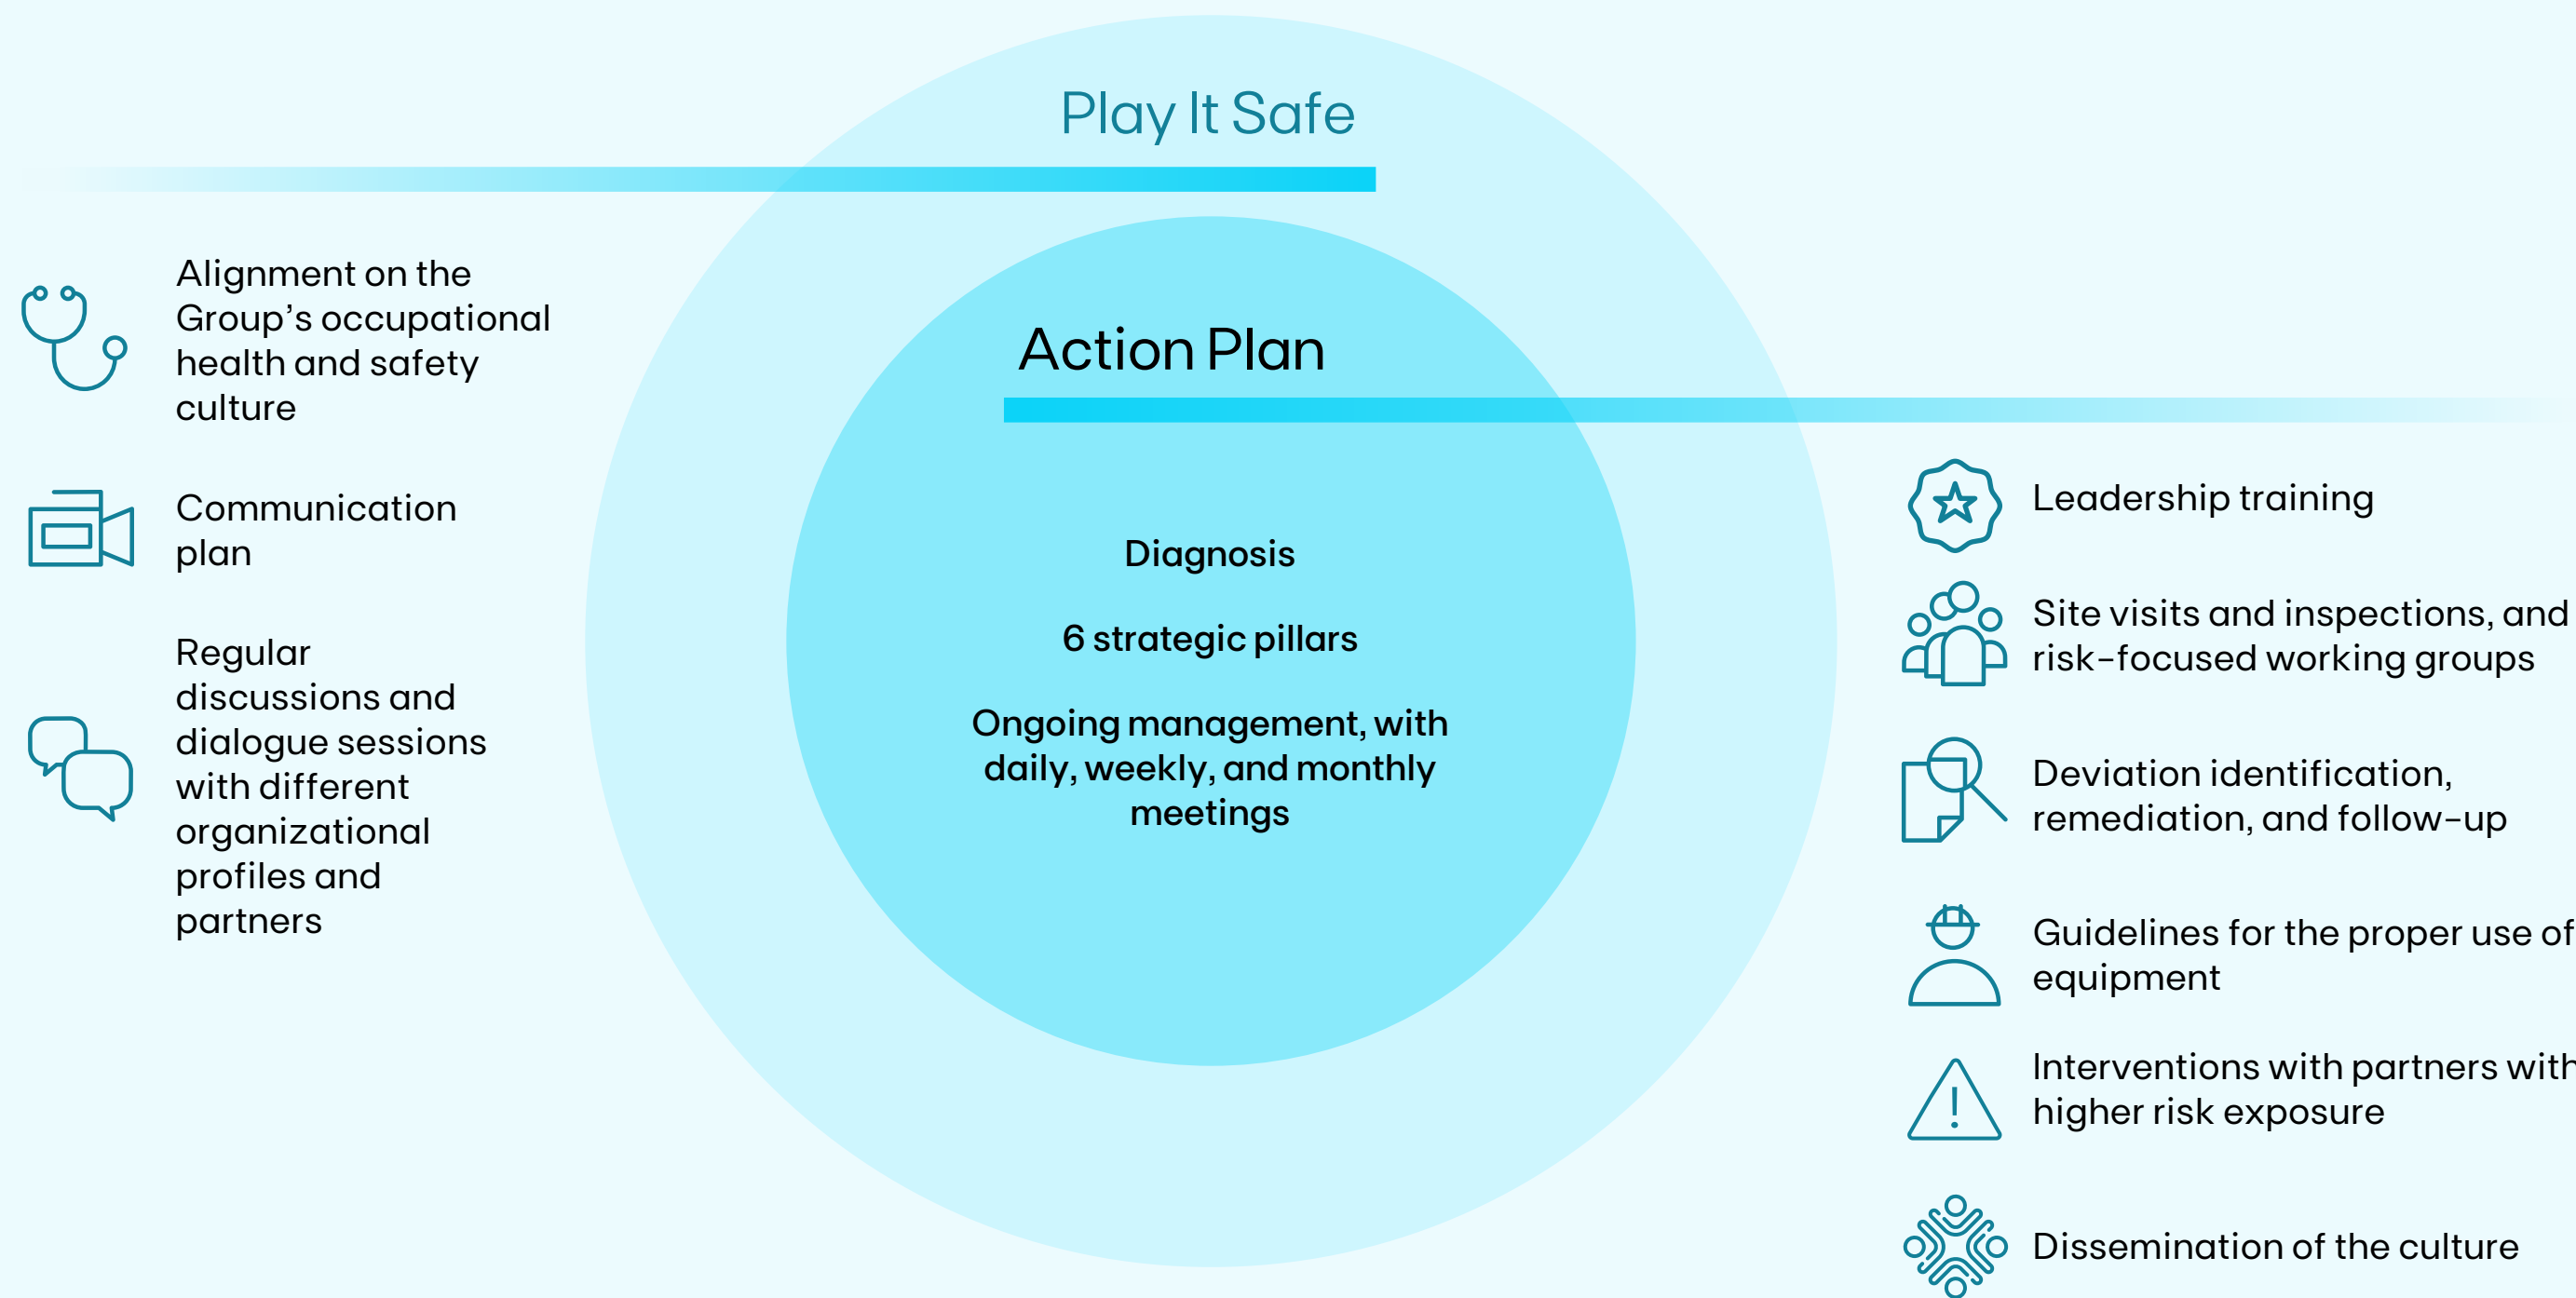 Play It Safe
Alignment on the
Group’s occupational
health and safety
culture
Communication
plan
Regular
discussions and
dialogue sessions
with different
organizational
profiles and
partners
Action Plan
Diagnosis
6 strategic pillars
Ongoing management, with
daily, weekly, and monthly
meetings
Leadership training
Site visits and inspections, and
risk-focused working groups
Deviation identification,
remediation, and follow-up
Guidelines for the proper use of
equipment
Interventions with partners with
higher risk exposure
Dissemination of the culture